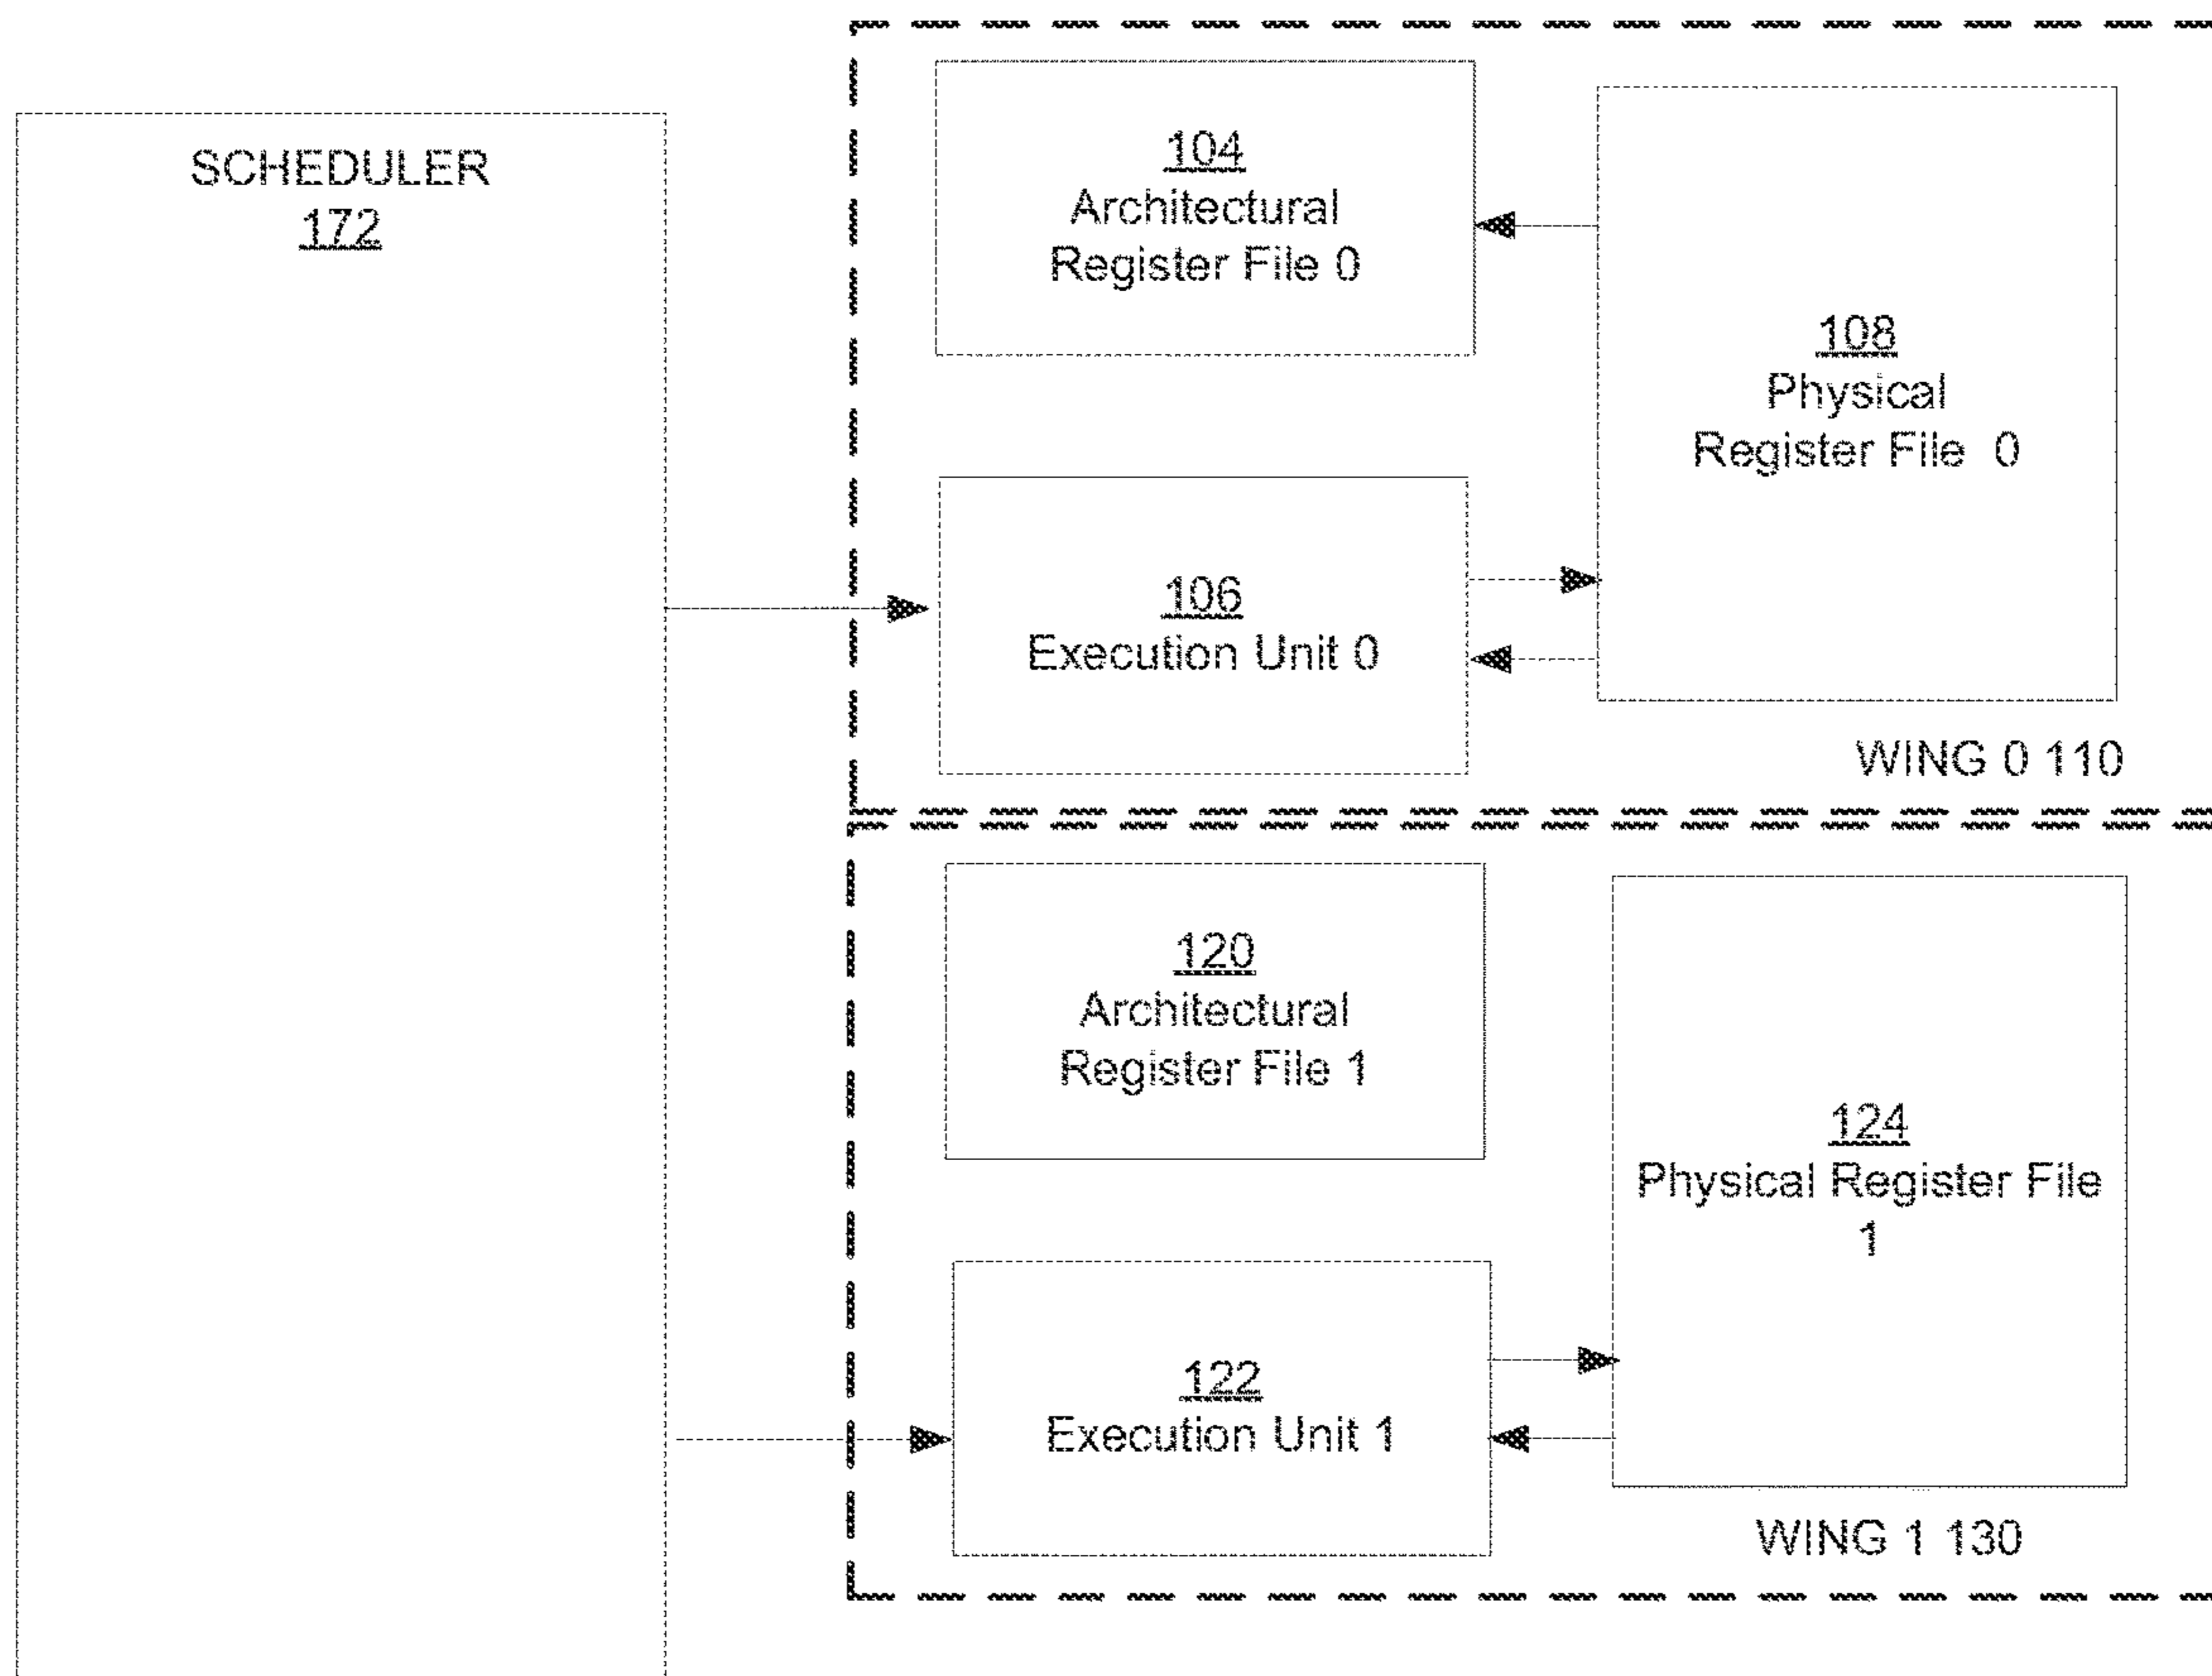 SCHEDULER
172
104
Architectural
Register File 0
108
Physical
Register File 0
106
Execution Unit 0
WING 0 110
120
Architectural
Register File 1
124
Physical Register File
1
122
Execution Unit 1
WING 1 130